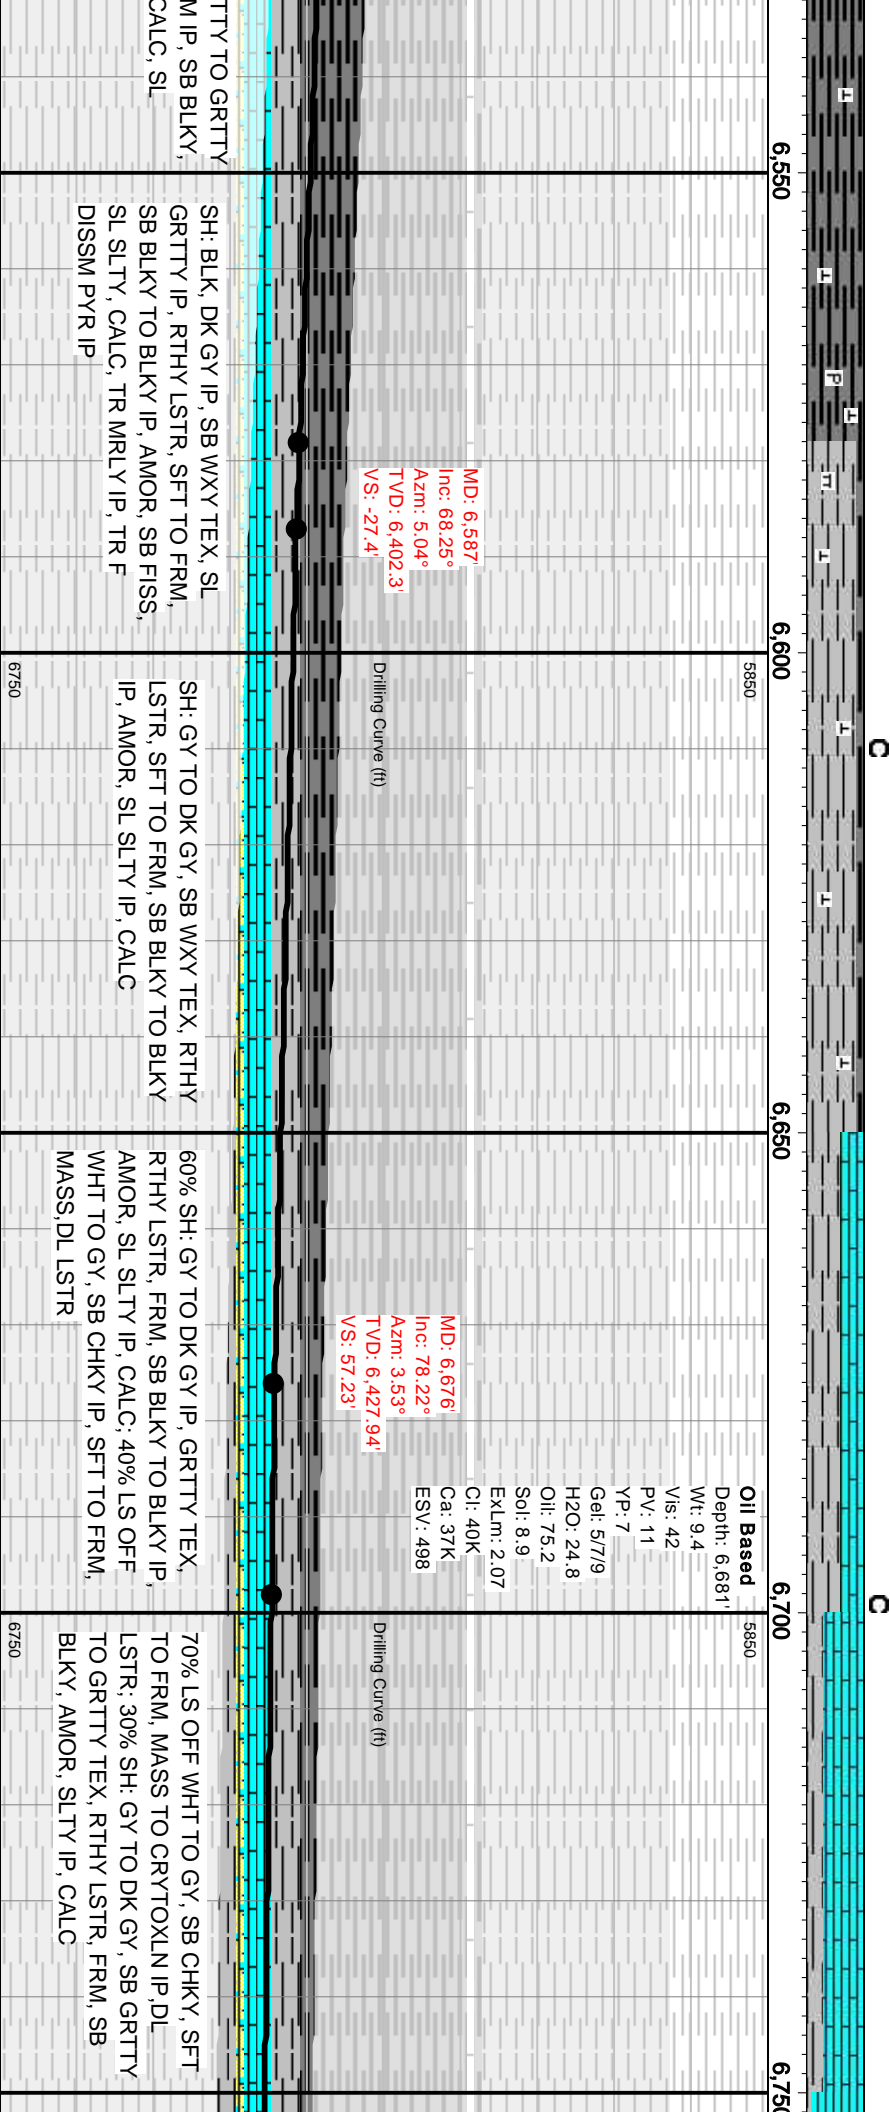 T
T
P
T
TT
T
T
T
T
C
C
6,550
6,600
6,650
6,700
6,750
5850
5850
Drilling Curve (ft)
Drilling Curve (ft)
6750
6750
TTY TO GRTTY
M IP, SB BLKY,
CALC, SL
SH: BLK, DK GY IP, SB WXY TEX, SL
GRTTY IP, RTHY LSTR, SFT TO FRM,
SB BLKY TO BLKY IP, AMOR, SB FISS,
SL SLTY, CALC, TR MRLY IP, TR F
DISSM PYR IP
MD: 6,587'
Inc: 68.25°
Azm: 5.04°
TVD: 6,402.3'
VS: -27.4'
SH: GY TO DK GY, SB WXY TEX, RTHY
LSTR, SFT TO FRM, SB BLKY TO BLKY
IP, AMOR, SL SLTY IP, CALC
60% SH: GY TO DK GY IP, GRTTY TEX,
RTHY LSTR, FRM, SB BLKY TO BLKY IP,
AMOR, SL SLTY IP, CALC; 40% LS OFF
WHT TO GY, SB CHKY IP, SFT TO FRM,
MASS,DL LSTR
MD: 6,676'
Inc: 78.22°
Azm: 3.53°
TVD: 6,427.94'
VS: 57.23'
Oil Based
Depth: 6,681'
Wt: 9.4
Vis: 42
PV: 11
YP: 7
Gel: 5/7/9
H2O: 24.8
Oil: 75.2
Sol: 8.9
ExLm: 2.07
Cl: 40K
Ca: 37K
ESV: 498
70% LS OFF WHT TO GY, SB CHKY, SFT
TO FRM, MASS TO CRYTOXLN IP,DL
LSTR; 30% SH: GY TO DK GY, SB GRTTY
TO GRTTY TEX, RTHY LSTR, FRM, SB
BLKY, AMOR, SLTY IP, CALC